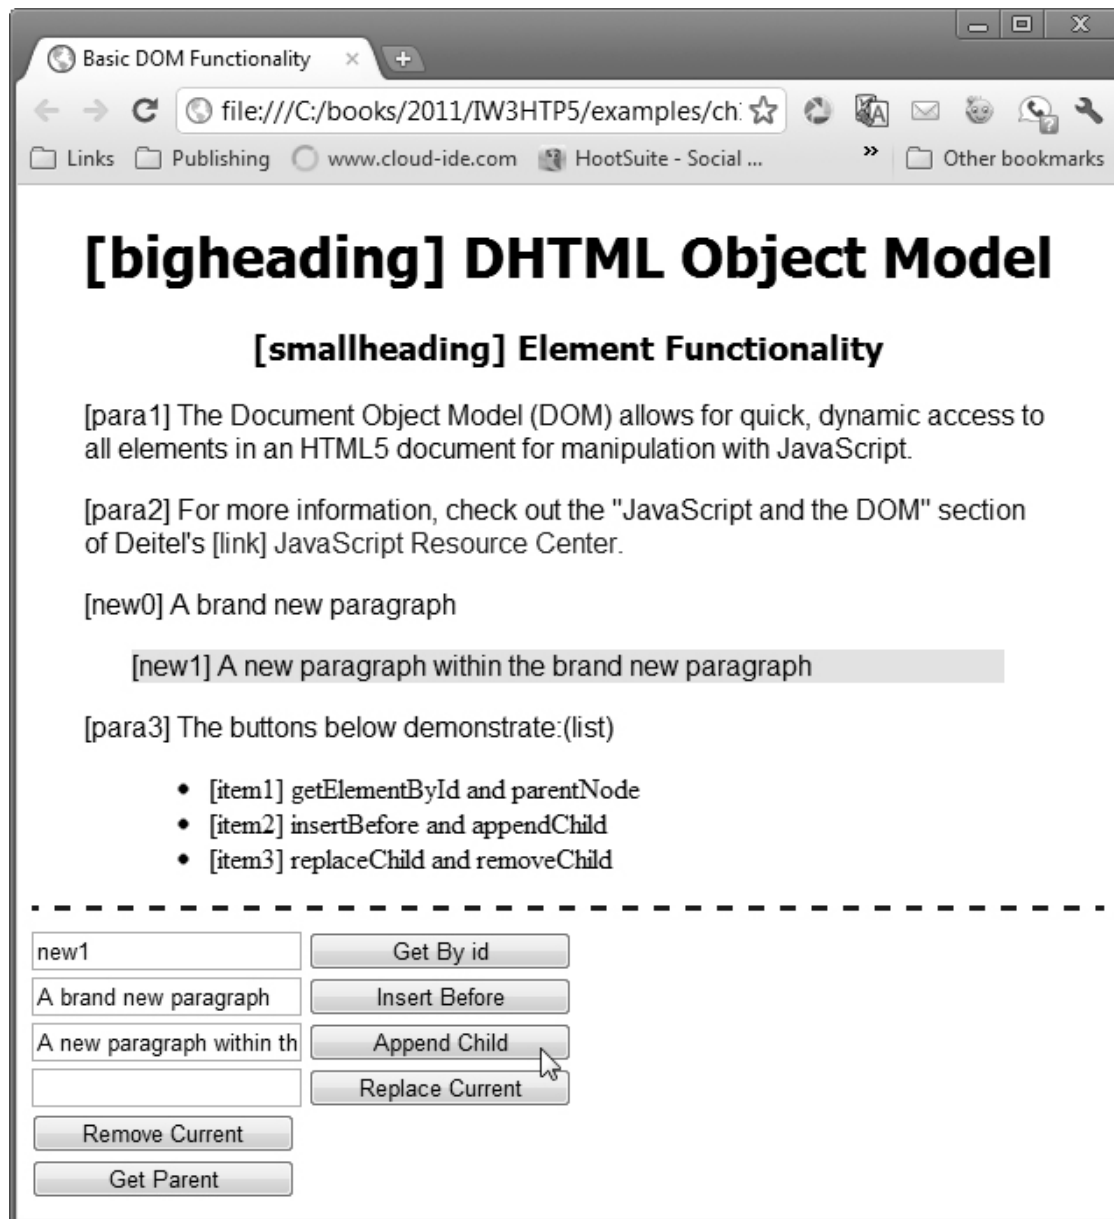 Basic DOM Functionality
file:///C:/books/2011/IW3HTP5/examples/ch
Links Publishing www.cloud-ide.com HootSuite - Social ... » Other bookmarks
[bigheading] DHTML Object Model
[smallheading] Element Functionality
[para1] The Document Object Model (DOM) allows for quick, dynamic access to
all elements in an HTML5 document for manipulation with JavaScript.
[para2] For more information, check out the "JavaScript and the DOM" section
of Deitel's [link] JavaScript Resource Center.
[new0] A brand new paragraph
[new1] A new paragraph within the brand new paragraph
[para3] The buttons below demonstrate:(list)
• [item1] getElementById and parentNode
• [item2] insertBefore and appendChild
• [item3] replaceChild and removeChild
new1 Get By id
A brand new paragraph Insert Before
A new paragraph within th Append Child
Replace Current
Remove Current
Get Parent